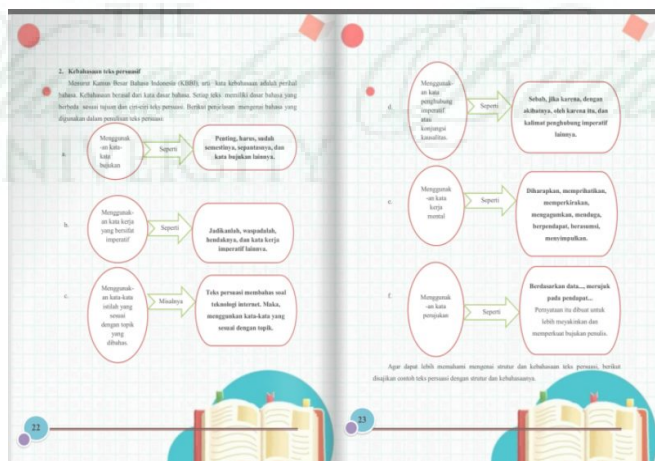 THE
UNIVERSITY
2. Kebahasaan teks persuasif
Menurut Kamus Besar Bahasa Indonesia (KBBI), arti kata kebahasaan adalah perihal
bahasa. Kebahasaan berasal dari kata dasar bahasa. Setiap teks memiliki dasar bahasa yang
berbeda sesuai tujuan dan ciri-ciri teks persuasi. Berikut penjelasan mengenai bahasa yang
digunakan dalam penulisan teks persuasi.
a.
Menggunak
-an kata-
kata
bujukan
Seperti
Penting, harus, sudah
semestinya, sepantasnya, dan
kata bujukan lainnya.
b.
Menggunak-
an kata kerja
yang bersifat
imperatif
Seperti
Jadikanlah, waspadalah,
hendaknya, dan kata kerja
imperatif lainnya.
c.
Menggunak-
an kata-kata
istilah yang
sesuai
dengan topik
yang
dibahas.
Misalnya
Teks persuasi membahas soal
teknologi internet. Maka,
menggunkan kata-kata yang
sesuai dengan topik.
22
d.
Menggunak-
an kata
penghubung
imperatif
atau
konjungsi
kausalitas.
Seperti
Sebab, jika karena, dengan
akibatnya, oleh karena itu, dan
kalimat penghubung imperatif
lainnya.
e.
Menggunak
-an kata
kerja
mental
Seperti
Diharapkan, memprihatikan,
memperkirakan,
mengagumkan, menduga,
berpendapat, berasumsi,
menyimpulkan.
f.
Menggunak
-an kata
perujukan
Seperti
Berdasarkan data..., merujuk
pada pendapat...
Pernyataan itu dibuat untuk
lebih meyakinkan dan
memperkuat bujukan penulis.
Agar dapat lebih memahami mengenai strutur dan kebahasaan teks persuasi, berikut
disajikan contoh teks persuasi dengan strutur dan kebahasaanya.
23